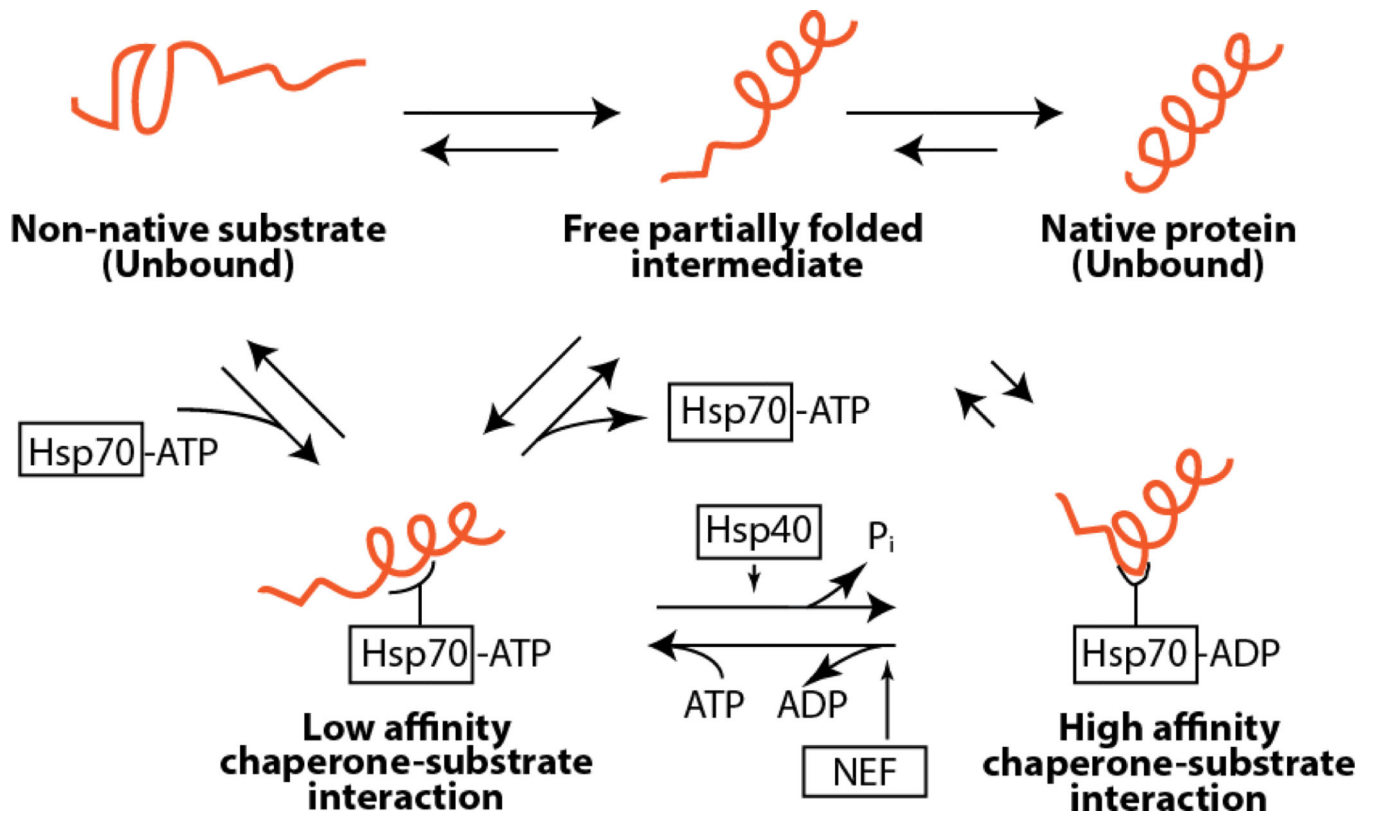 Non-native substrate
(Unbound)
Free partially folded
intermediate
Native protein
(Unbound)
Hsp70-ATP
Hsp70-ATP
Hsp40
Pi
Hsp70-ATP
ATP
ADP
NEF
Hsp70-ADP
Low affinity
chaperone-substrate
interaction
High affinity
chaperone-substrate
interaction